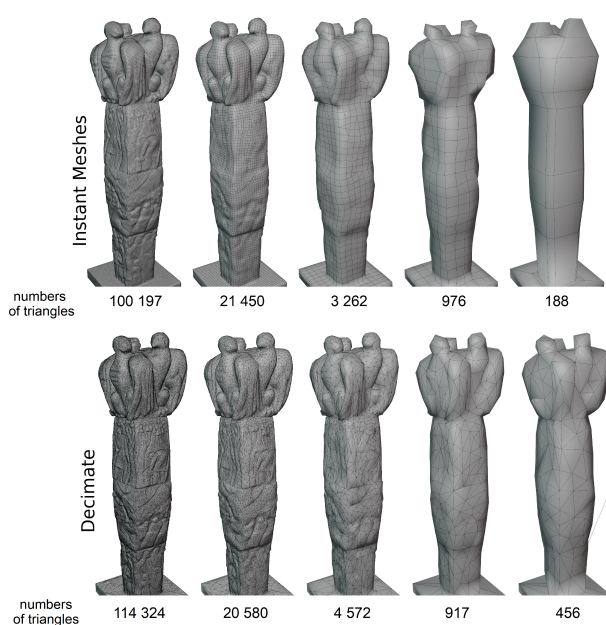 Instant Meshes
numbers
of triangles
100 197 21 450 3 262 976 188
Decimate
numbers
of triangles
114 324 20 580 4 572 917 456